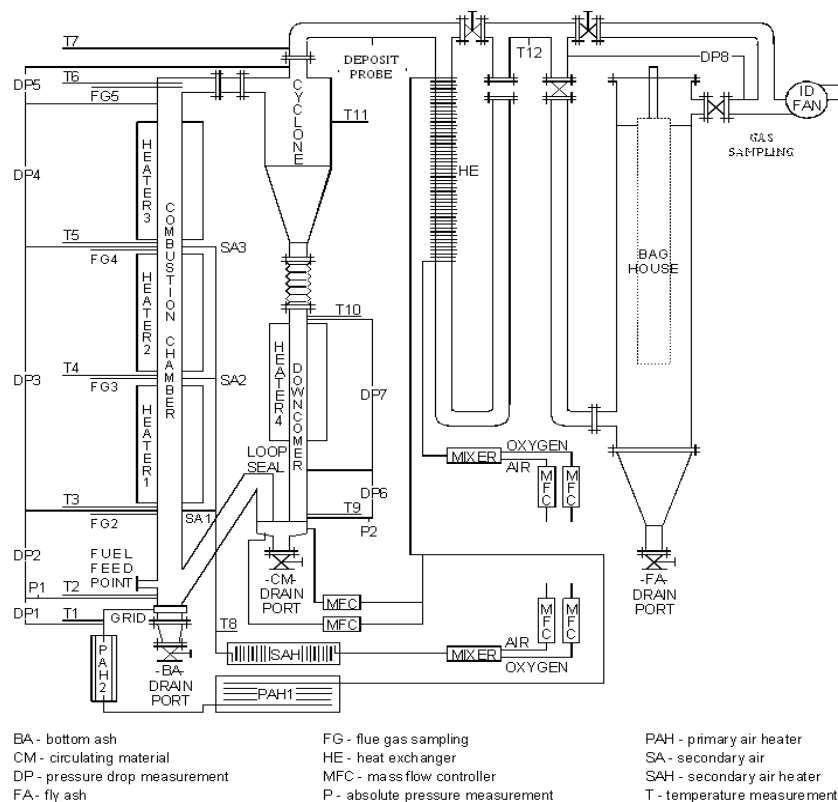 T7
DEPOSIT
PROBE
T12
DP8
ID
FAN
DP5
T6
FG5
CYCLONE
T11
GAS
SAMPLING
HEATER3
COMBUSTION CHAMBER
HE
DP4
T5
SA3
FG4
BAG
HOUSE
HEATER2
T10
DP3
T4
SA2
FG3
HEATER4
DOWNCOMER
DP7
HEATER1
LOOP
SEAL
MIXER
OXYGEN
AIR
MFC
MFC
DP6
T3
T9
FG2
SA1
P2
DP2
FUEL
FEED
POINT
CM
DRAIN
PORT
FA
DRAIN
PORT
P1
T2
MFC
MFC
MFC
MFC
DP1
T1
GRID
T8
AIR
SAH
MIXER
OXYGEN
PAH2
BA
DRAIN
PORT
PAH1
BA - bottom ash
FG - flue gas sampling
PAH - primary air heater
CM - circulating material
HE - heat exchanger
SA - secondary air
DP - pressure drop measurement
MFC - mass flow controller
SAH - secondary air heater
FA - fly ash
P - absolute pressure measurement
T - temperature measurement